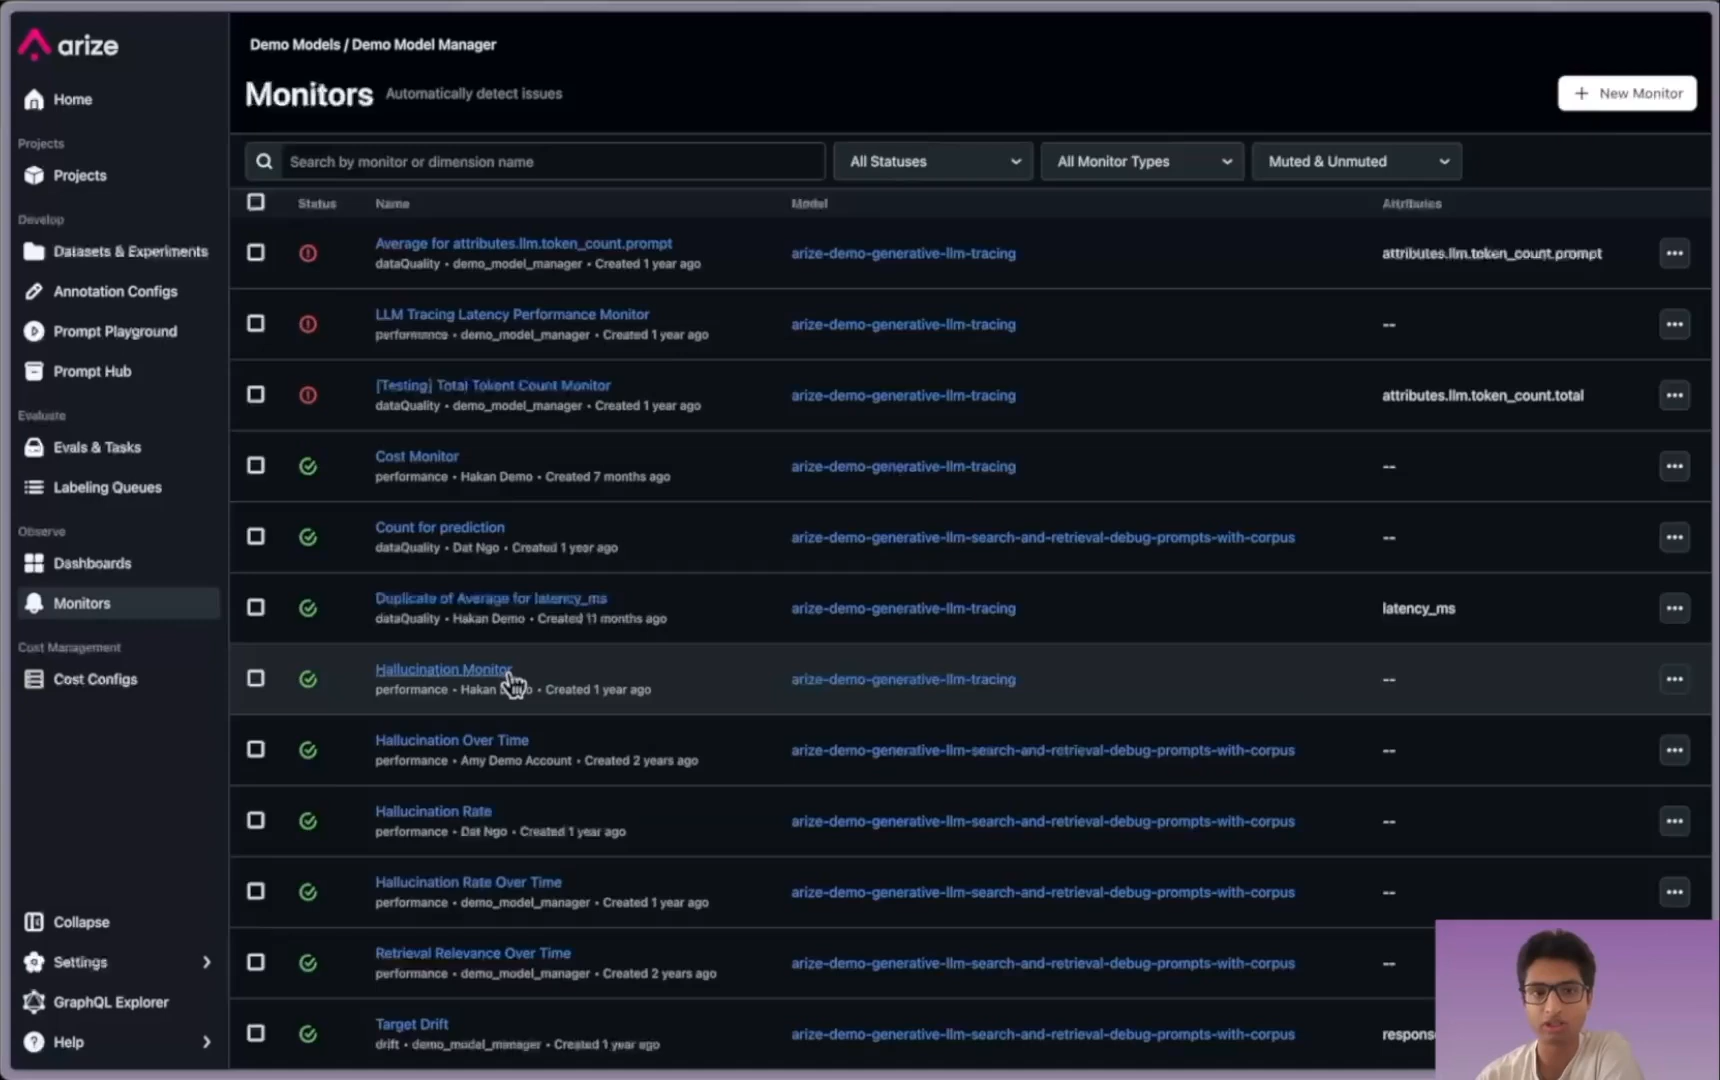 arize
Home
Projects
Projects
Develop
Datasets & Experiments
Annotation Configs
Prompt Playground
Prompt Hub
Evaluate
Evals & Tasks
Labeling Queues
Observe
Dashboards
Monitors
Cost Management
Cost Configs
Collapse
Settings
GraphQL Explorer
Help
Demo Models / Demo Model Manager
Monitors Automatically detect issues
+ New Monitor
Search by monitor or dimension name
All Statuses
All Monitor Types
Muted & Unmuted
Status Name Model Attributes
Average for attributes.llm.token_count.prompt
dataQuality • demo_model_manager • Created 1 year ago
arize-demo-generative-llm-tracing
attributes.llm.token_count.prompt
LLM Tracing Latency Performance Monitor
performance • demo_model_manager • Created 1 year ago
arize-demo-generative-llm-tracing
--
[Testing] Total Tokent Count Monitor
dataQuality • demo_model_manager • Created 1 year ago
arize-demo-generative-llm-tracing
attributes.llm.token_count.total
Cost Monitor
performance • Hakan Demo • Created 7 months ago
arize-demo-generative-llm-tracing
--
Count for prediction
dataQuality • Dat Ngo • Created 1 year ago
arize-demo-generative-llm-search-and-retrieval-debug-prompts-with-corpus
--
Duplicate of Average for latency_ms
dataQuality • Hakan Demo • Created 11 months ago
arize-demo-generative-llm-tracing
latency_ms
Hallucination Monitor
performance • Hakan • Created 1 year ago
arize-demo-generative-llm-tracing
--
Hallucination Over Time
performance • Amy Demo Account • Created 2 years ago
arize-demo-generative-llm-search-and-retrieval-debug-prompts-with-corpus
--
Hallucination Rate
performance • Dat Ngo • Created 1 year ago
arize-demo-generative-llm-search-and-retrieval-debug-prompts-with-corpus
--
Hallucination Rate Over Time
performance • demo_model_manager • Created 1 year ago
arize-demo-generative-llm-search-and-retrieval-debug-prompts-with-corpus
--
Retrieval Relevance Over Time
performance • demo_model_manager • Created 2 years ago
arize-demo-generative-llm-search-and-retrieval-debug-prompts-with-corpus
--
Target Drift
drift • demo_model_manager • Created 1 year ago
arize-demo-generative-llm-search-and-retrieval-debug-prompts-with-corpus